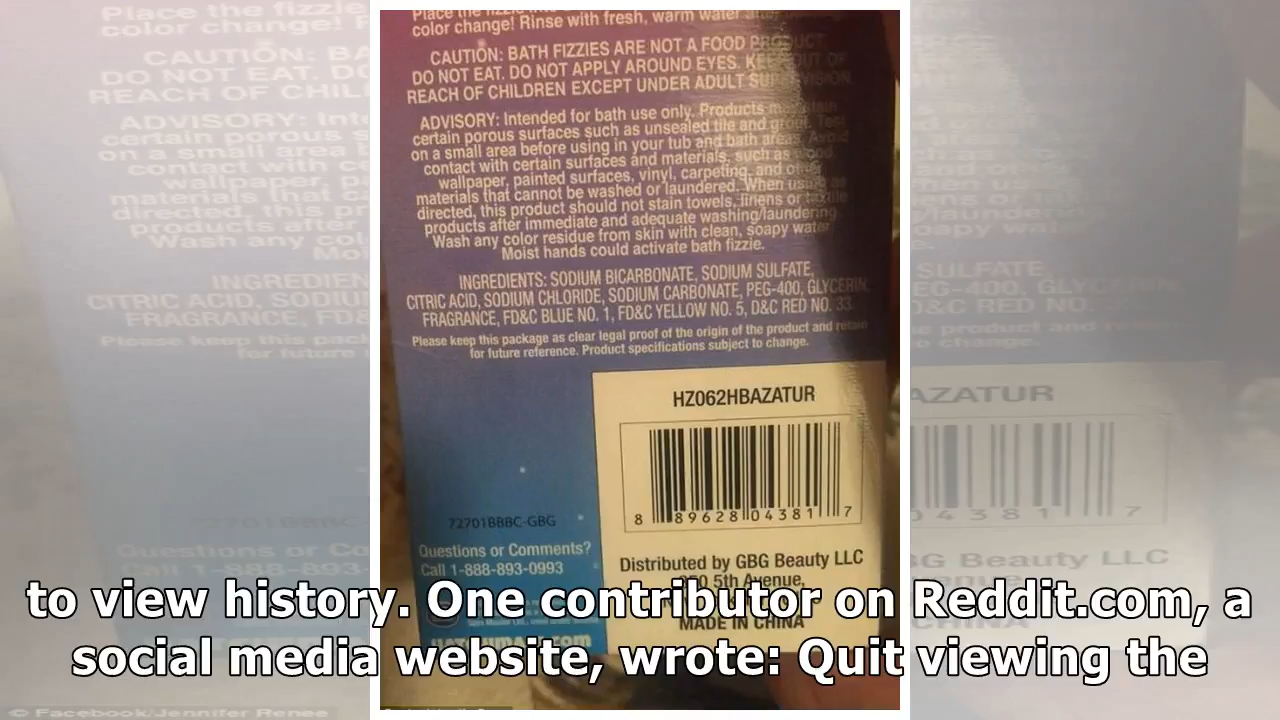 Place the fizzie
color change! Rinse with fresh, warm water after
CAUTION: BATH FIZZIES ARE NOT A FOOD PRODUCT.
DO NOT EAT. DO NOT APPLY AROUND EYES. KEEP OUT OF
REACH OF CHILDREN EXCEPT UNDER ADULT SUPERVISION
ADVISORY: Intended for bath use only. Products may stain
certain porous surfaces such as unsealed tile and grout. Test
on a small area before using in your tub and bath areas. Avoid
contact with certain surfaces and materials, such as wood,
wallpaper, painted surfaces, vinyl, carpeting, and other
materials that cannot be washed or laundered. When using as
directed, this product should not stain towels, linens or textile
products after immediate and adequate washing/laundering
Wash any color residue from skin with clean, soapy water
Moist hands could activate bath fizzie.
INGREDIENTS: SODIUM BICARBONATE, SODIUM SULFATE,
CITRIC ACID, SODIUM CHLORIDE, SODIUM CARBONATE, PEG-400, GLYCERIN,
FRAGRANCE, FD&C BLUE NO. 1, FD&C YELLOW NO. 5, D&C RED NO. 33.
Please keep this package as clear legal proof of the origin of the product and retain
for future reference. Product specifications subject to change.
HZ062HBAZATUR
8 89628 04381 7
72701BBBC-GBG
Questions or Comments?
Call 1-888-893-0993
Distributed by GBG Beauty LLC
350 5th Avenue,
MADE IN CHINA
to view history. One contributor on Reddit.com, a
social media website, wrote: Quit viewing the
© Facebook/Jennifer Renee